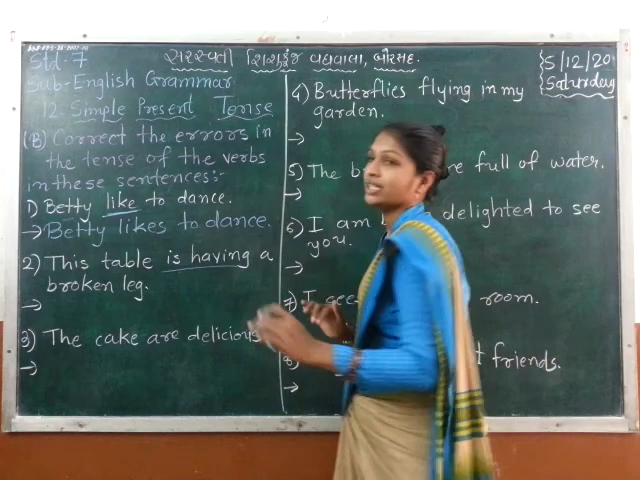 Std-7
સરસ્વતી શિશુકુંજ વઘવાલા, બોરસદ.
5/12/20
Saturday
Sub-English Grammar
12. Simple Present Tense
(B) Correct the errors in
the tense of the verbs
in these sentences:-
1) Betty like to dance.
→ Betty likes to dance.
2) This table is having a
broken leg.
→
3) The cake are delicious
→
4) Butterflies flying in my
garden.
→
5) The full of water.
→
6) I am delighted to see
you.
→
7) I room.
8) friends.
→